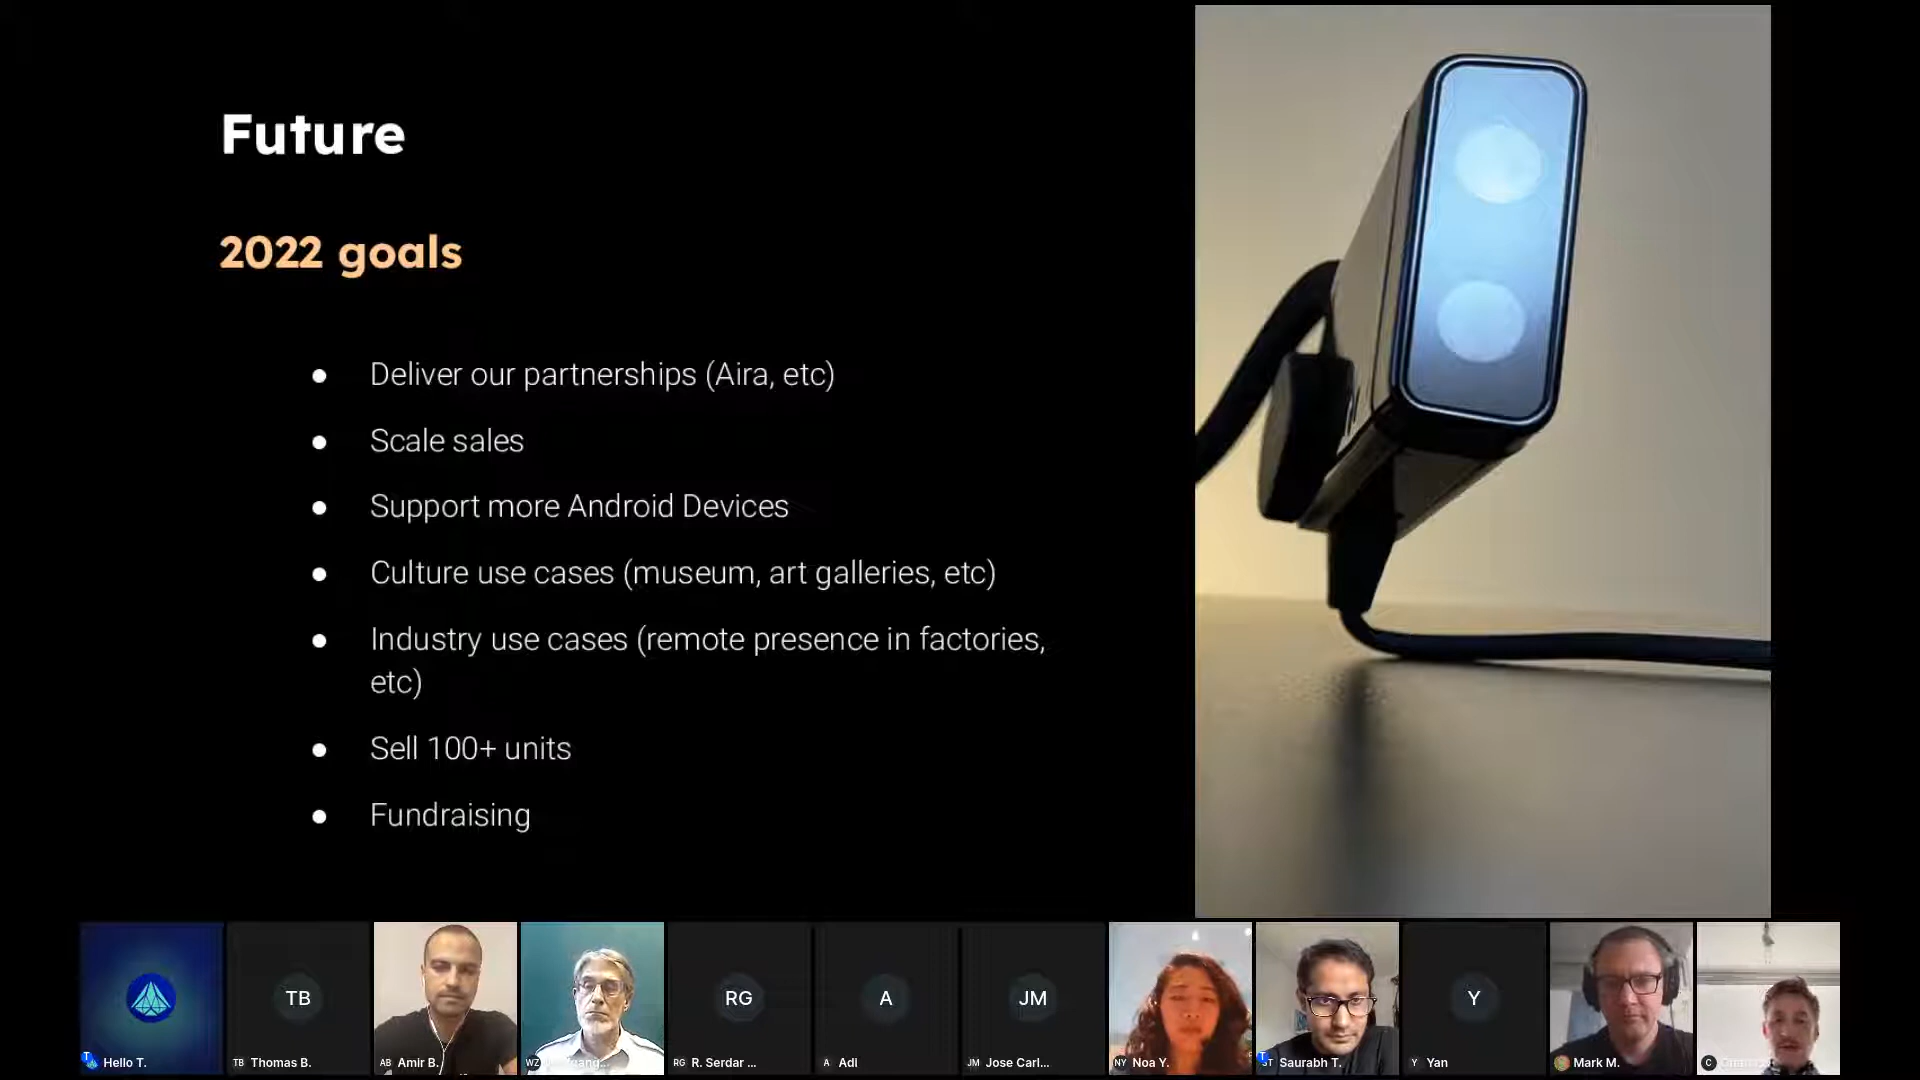 Future
2022 goals
● Deliver our partnerships (Aira, etc)
● Scale sales
● Support more Android Devices
● Culture use cases (museum, art galleries, etc)
● Industry use cases (remote presence in factories,
etc)
● Sell 100+ units
● Fundraising
TB
RG
A
JM
Y
T Hello T.
TB Thomas B.
AB Amir B.
WZ
RG R. Serdar ...
A Adi
JM Jose Carl...
NY Noa Y.
ST Saurabh T.
Y Yan
Mark M.
C